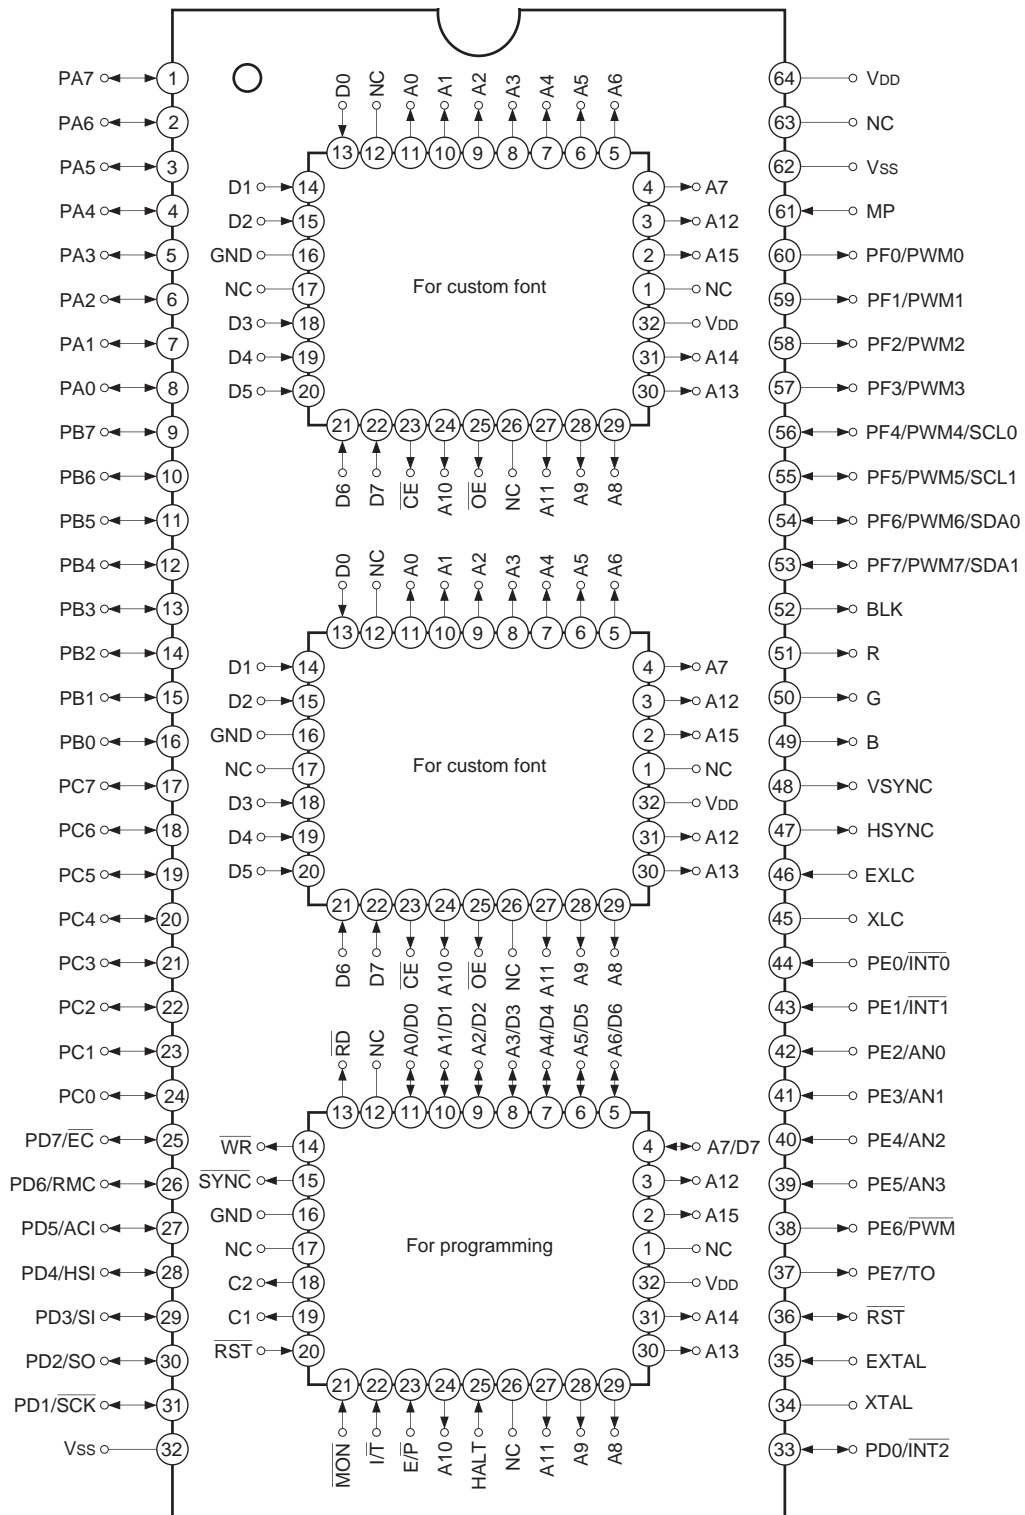 PA7 1
PA6 2
PA5 3
PA4 4
PA3 5
PA2 6
PA1 7
PA0 8
PB7 9
PB6 10
PB5 11
PB4 12
PB3 13
PB2 14
PB1 15
PB0 16
PC7 17
PC6 18
PC5 19
PC4 20
PC3 21
PC2 22
PC1 23
PC0 24
PD7/EC 25
PD6/RMC 26
PD5/ACI 27
PD4/HSI 28
PD3/SI 29
PD2/SO 30
PD1/SCK 31
Vss 32
D0 NC A0 A1 A2 A3 A4 A5 A6
13 12 11 10 9 8 7 6 5
D1 14 4 A7
D2 15 3 A12
GND 16 2 A15
NC 17 1 NC
D3 18 32 VDD
D4 19 31 A14
D5 20 30 A13
For custom font
21 22 23 24 25 26 27 28 29
D6 D7 CE A10 OE NC A11 A9 A8
D0 NC A0 A1 A2 A3 A4 A5 A6
13 12 11 10 9 8 7 6 5
D1 14 4 A7
D2 15 3 A12
GND 16 2 A15
NC 17 1 NC
D3 18 32 VDD
D4 19 31 A12
D5 20 30 A13
For custom font
21 22 23 24 25 26 27 28 29
D6 D7 CE A10 OE NC A11 A9 A8
RD NC A0/D0 A1/D1 A2/D2 A3/D3 A4/D4 A5/D5 A6/D6
13 12 11 10 9 8 7 6 5
WR 14 4 A7/D7
SYNC 15 3 A12
GND 16 2 A15
NC 17 1 NC
C2 18 32 VDD
C1 19 31 A14
RST 20 30 A13
For programming
21 22 23 24 25 26 27 28 29
MON I/T E/P A10 HALT NC A11 A9 A8
64 VDD
63 NC
62 Vss
61 MP
60 PF0/PWM0
59 PF1/PWM1
58 PF2/PWM2
57 PF3/PWM3
56 PF4/PWM4/SCL0
55 PF5/PWM5/SCL1
54 PF6/PWM6/SDA0
53 PF7/PWM7/SDA1
52 BLK
51 R
50 G
49 B
48 VSYNC
47 HSYNC
46 EXLC
45 XLC
44 PE0/INT0
43 PE1/INT1
42 PE2/AN0
41 PE3/AN1
40 PE4/AN2
39 PE5/AN3
38 PE6/PWM
37 PE7/TO
36 RST
35 EXTAL
34 XTAL
33 PD0/INT2